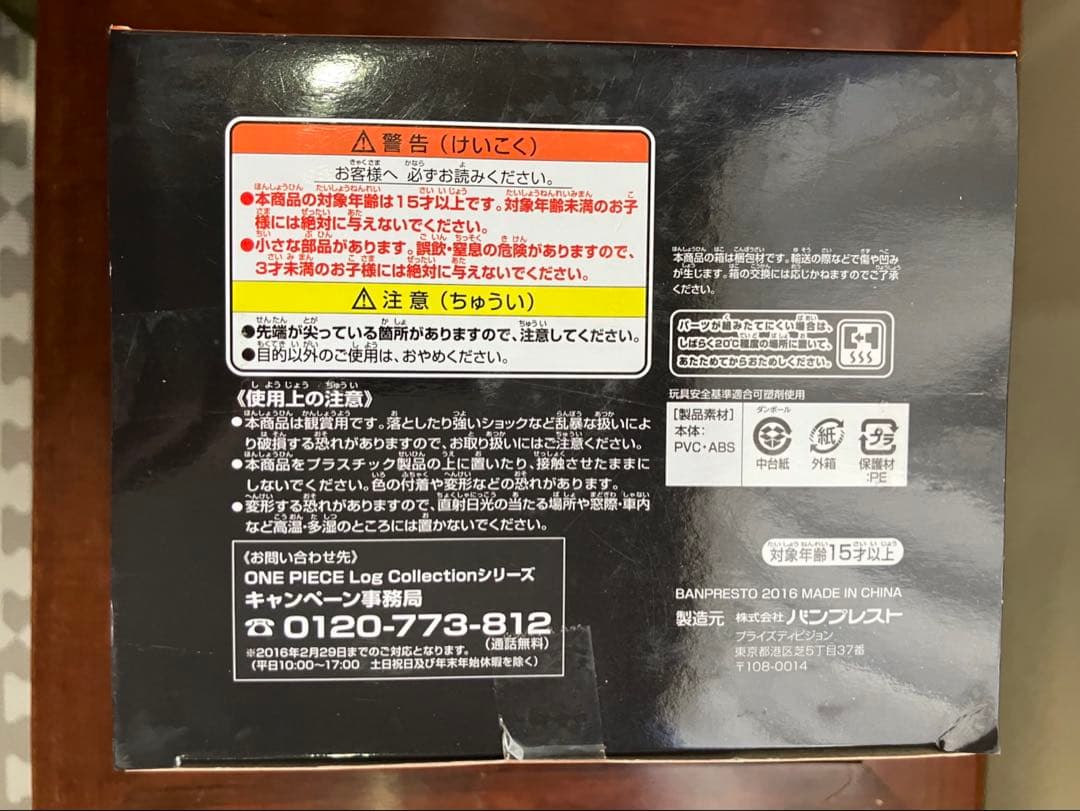 ⚠警告（けいこく）
お客様へ 必ずお読みください。
●本商品の対象年齢は15才以上です。対象年齢未満のお子
様には絶対に与えないでください。
●小さな部品があります。誤飲・窒息の危険がありますので、
3才未満のお子様には絶対に与えないでください。
⚠注意（ちゅうい）
●先端が尖っている箇所がありますので、注意してください。
●目的以外のご使用は、おやめください。
《使用上の注意》
●本商品は観賞用です。落としたり強いショックなど乱暴な扱いによ
り破損する恐れがありますので、お取り扱いにはご注意ください。
●本商品をプラスチック製品の上に置いたり、接触させたままに
しないでください。色の付着や変形などの恐れがあります。
●変形する恐れがありますので、直射日光の当たる場所や窓際・車内
など高温・多湿のところには置かないでください。
《お問い合わせ先》
ONE PIECE Log Collectionシリーズ
キャンペーン事務局
☎ 0120-773-812
（通話無料）
※2016年2月29日までのご対応となります。
（平日10:00〜17:00 土日祝日及び年末年始休暇を除く）
本商品の箱は梱包材です。輸送の際などで傷や凹み
が生じます。箱の交換には応じかねますのでご了承
ください。
パーツが組みたてにくい場合は、
しばらく20℃程度の場所に置いて、
あたためてからおためしください。
玩具安全基準適合可塑剤使用
［製品素材］
本体：
PVC・ABS
ダンボール
中台紙
紙
外箱
プラ
保護材
:PE
対象年齢15才以上
BANPRESTO 2016 MADE IN CHINA
製造元 株式会社 バンプレスト
プライズディビジョン
東京都港区芝5丁目37番
〒108-0014